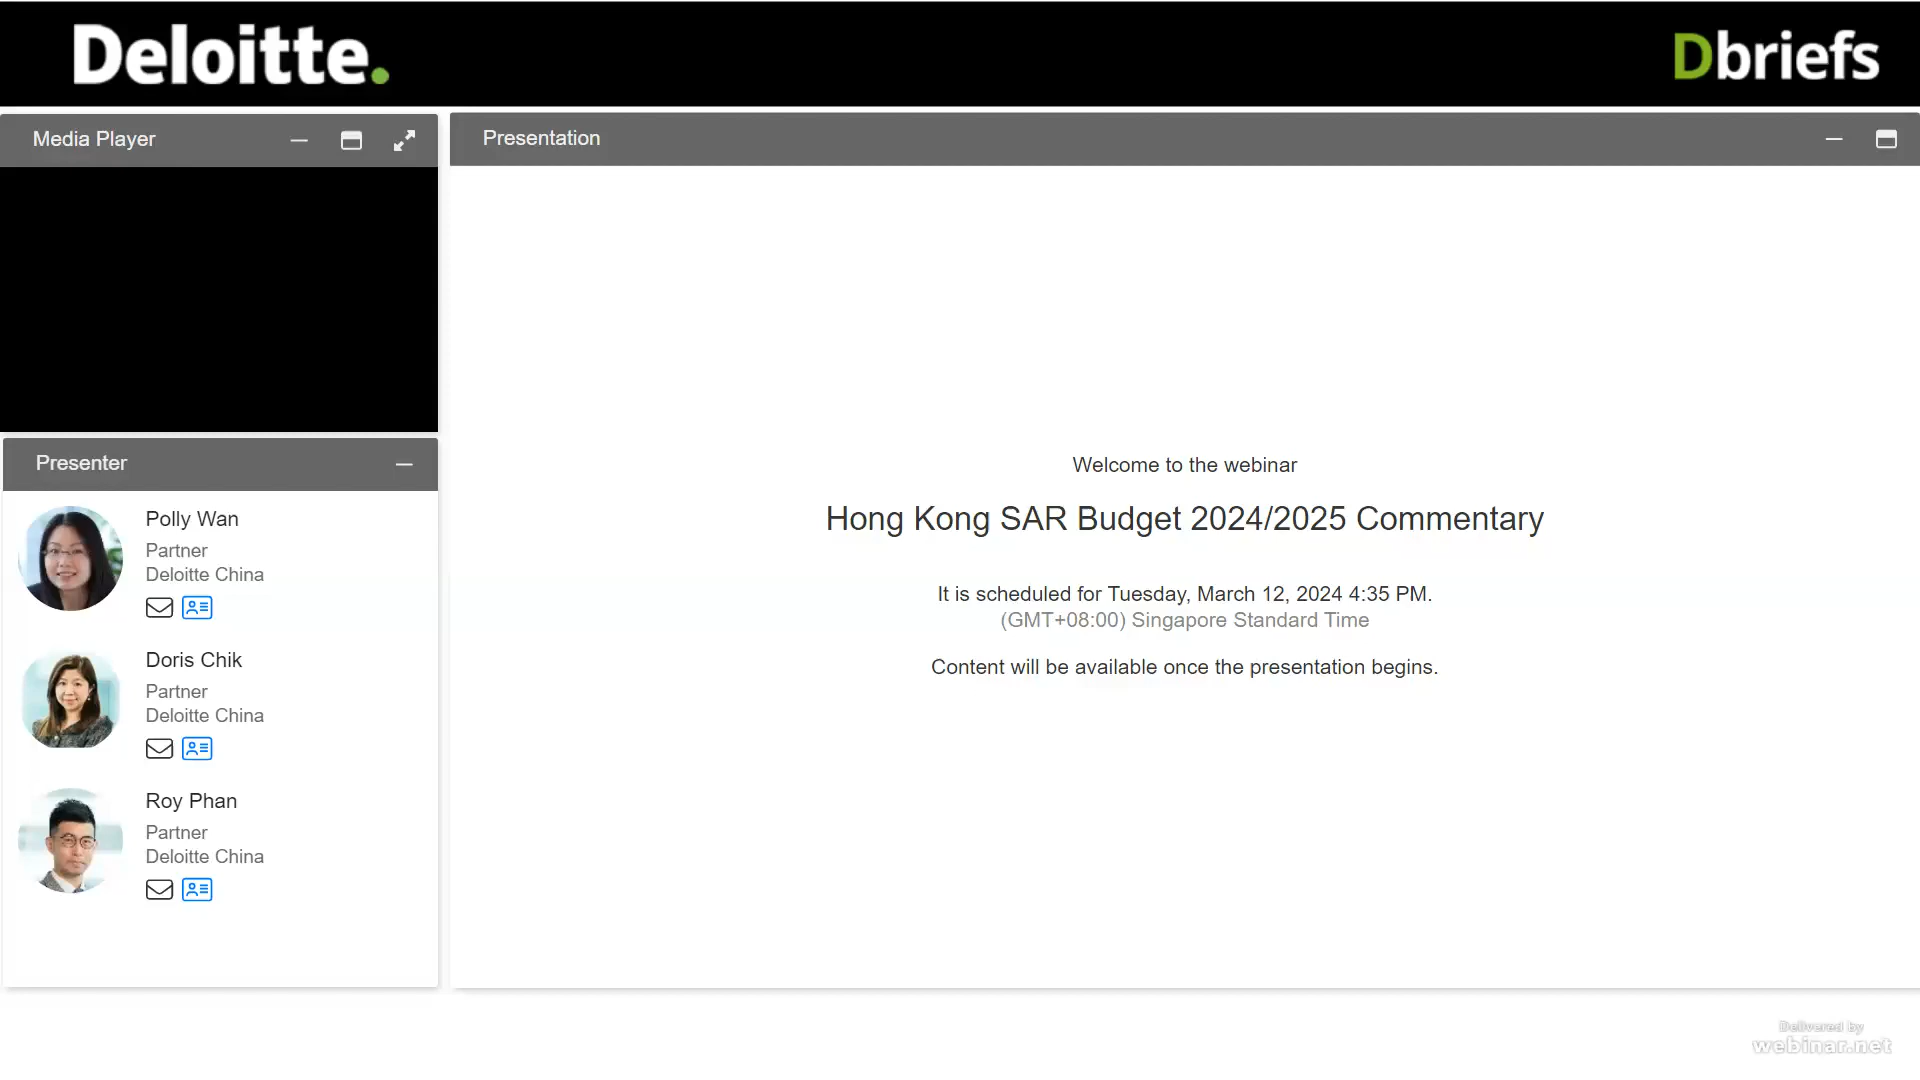 Deloitte.
Dbriefs
Media Player
Presentation
Presenter
Polly Wan
Partner
Deloitte China
Doris Chik
Partner
Deloitte China
Roy Phan
Partner
Deloitte China
Welcome to the webinar
Hong Kong SAR Budget 2024/2025 Commentary
It is scheduled for Tuesday, March 12, 2024 4:35 PM.
(GMT+08:00) Singapore Standard Time
Content will be available once the presentation begins.
Delivered by
webinar.net